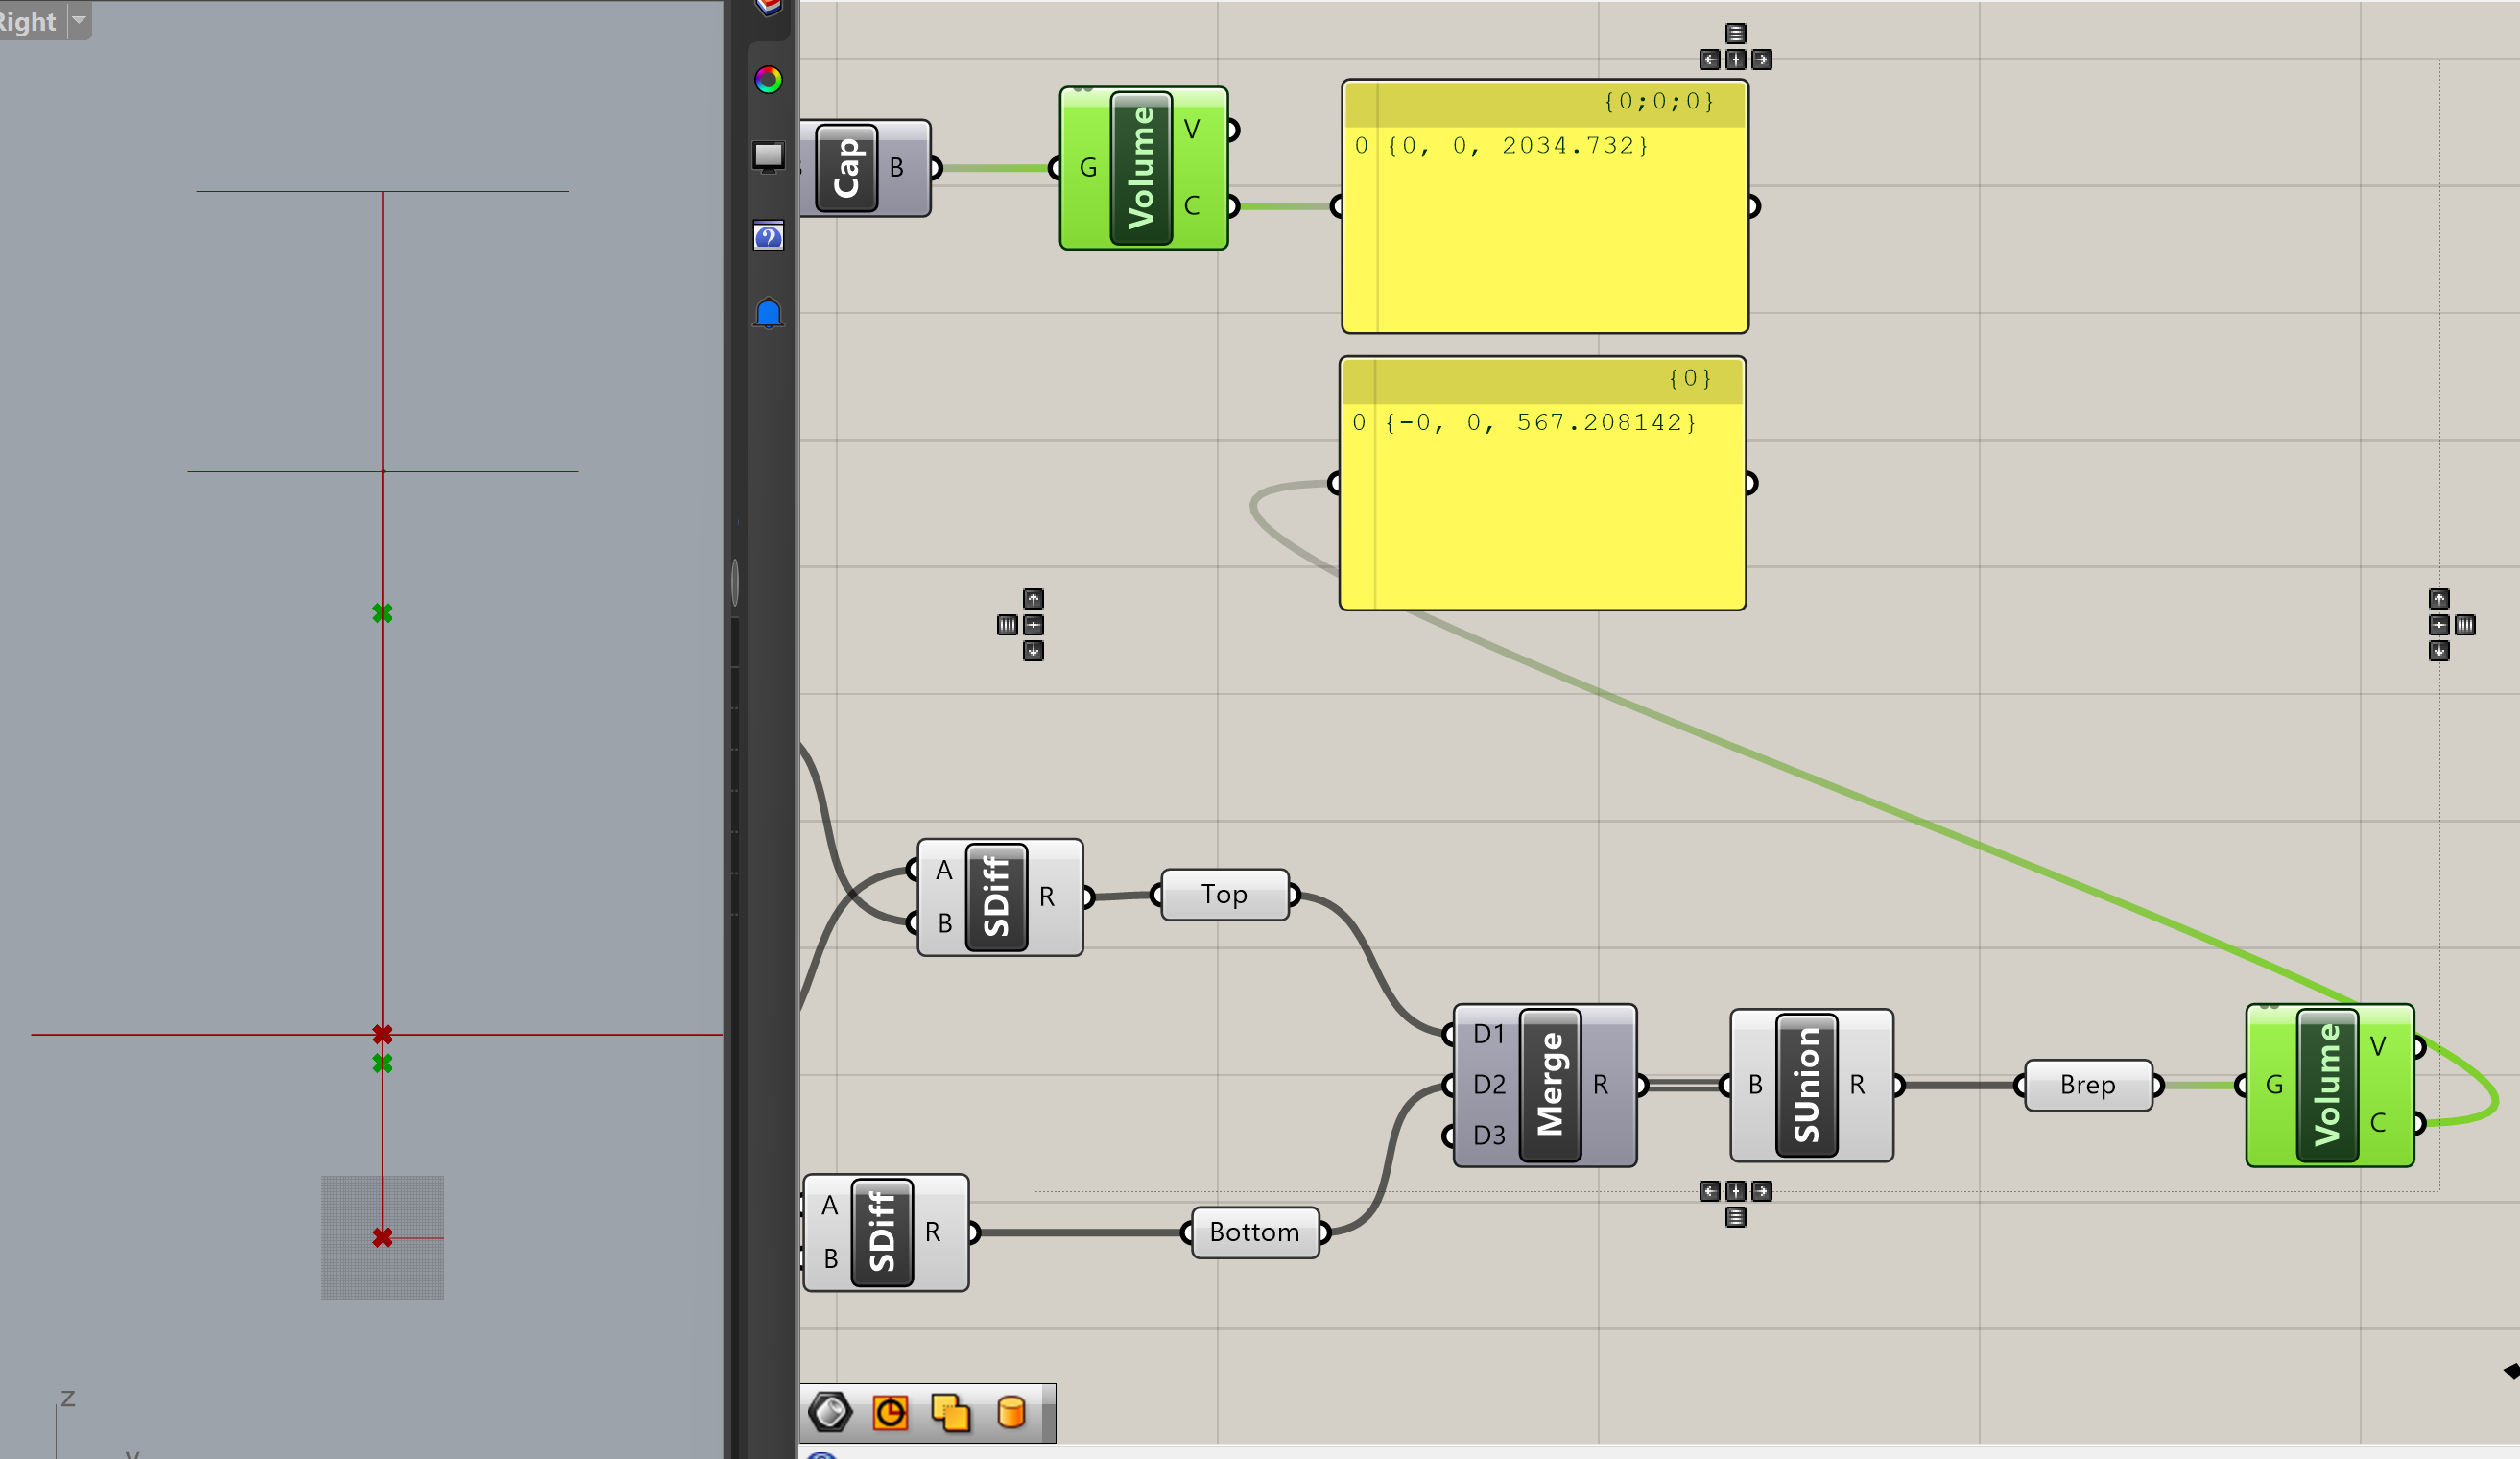 Right
z
y
Cap
B
G
Volume
V
C
{0;0;0}
0 {0, 0, 2034.732}
{0}
0 {-0, 0, 567.208142}
A
B
SDiff
R
Top
A
B
SDiff
R
Bottom
D1
D2
D3
Merge
R
B
SUnion
R
Brep
G
Volume
V
C